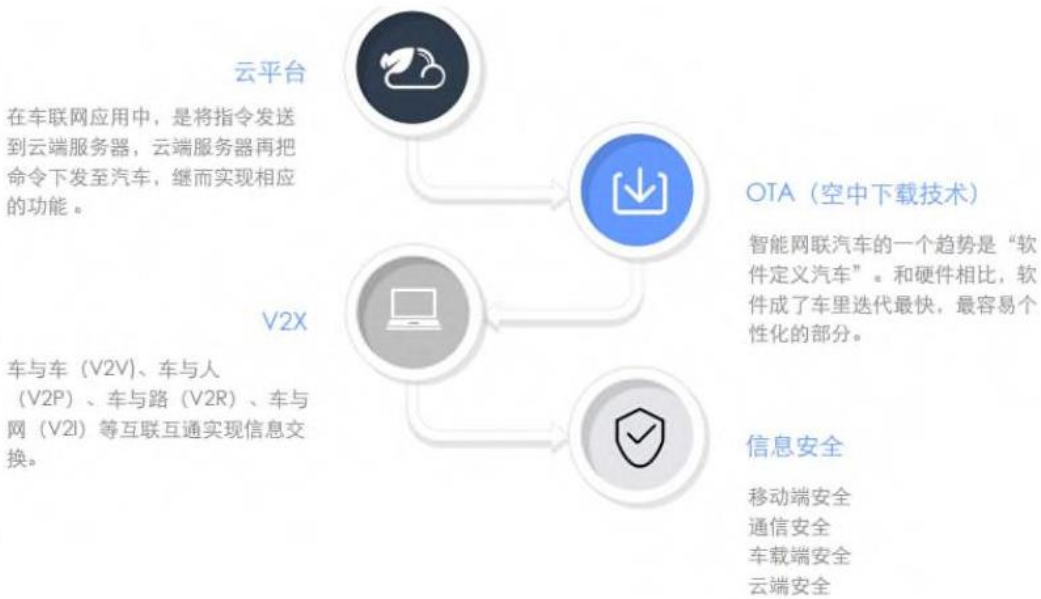 云平台
在车联网应用中，是将指令发送
到云端服务器，云端服务器再把
命令下发至汽车，继而实现相应
的功能。
OTA（空中下载技术）
智能网联汽车的一个趋势是“软
件定义汽车”。和硬件相比，软
件成了车里迭代最快，最容易个
性化的部分。
V2X
车与车（V2V)、车与人
（V2P）、车与路（V2R）、车与
网（V2I）等互联互通实现信息交
换。
信息安全
移动端安全
通信安全
车载端安全
云端安全